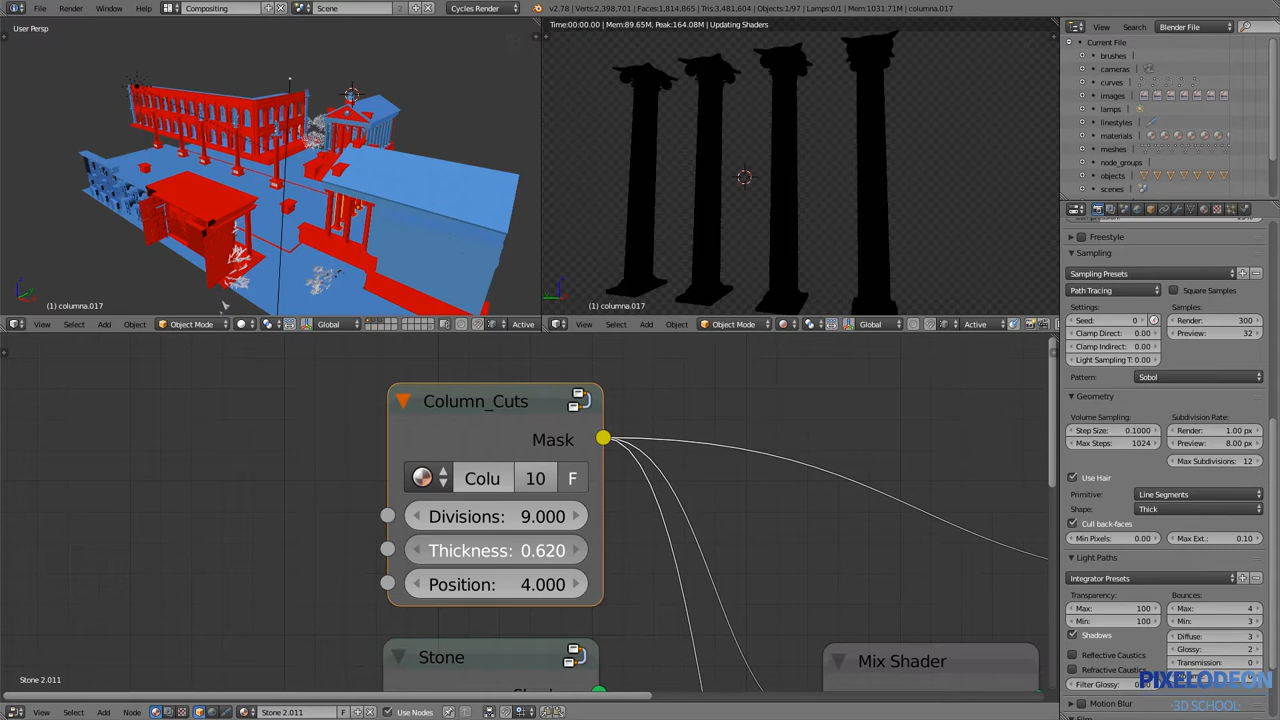 File Render Window Help Compositing Scene 2 Cycles Render v2.78 | Verts:2,398,701 | Faces:1,814,865 | Tris:3,481,604 | Objects:1/97 | Lamps:0/1 | Mem:1031.71M | columna.017
User Persp
Time:00:00.00 | Mem:89.65M, Peak:164.08M | Updating Shaders
View Search Blender File
Current File
brushes
cameras
curves
images
lamps
linestyles
materials
meshes
node_groups
objects
scenes
(1) columna.017
(1) columna.017
View Select Add Object Object Mode Global Active
View Select Add Object Object Mode Global Active
Freestyle
Sampling
Sampling Presets
Path Tracing Square Samples
Settings: Samples:
Seed: 0 Render: 300
Clamp Direct: 0.00 Preview: 32
Clamp Indirect: 0.00
Light Sampling T: 0.00
Pattern: Sobol
Geometry
Volume Sampling: Subdivision Rate:
Step Size: 0.1000 Render: 1.00 px
Max Steps: 1024 Preview: 8.00 px
Max Subdivisions: 12
Use Hair
Primitive: Line Segments
Shape: Thick
Cull back-faces
Min Pixels: 0.00 Max Ext.: 0.10
Light Paths
Integrator Presets
Transparency: Bounces:
Max: 100 Max: 4
Min: 100 Min: 3
Shadows Diffuse: 3
Glossy: 2
Reflective Caustics Transmission:
Refractive Caustics
Filter Glossy:
Motion Blur
PIXELODEON
3D SCHOOL
Column_Cuts
Mask
Colu 10 F
Divisions: 9.000
Thickness: 0.620
Position: 4.000
Stone
Mix Shader
Stone 2.011
View Select Add Node Stone 2.011 F Use Nodes